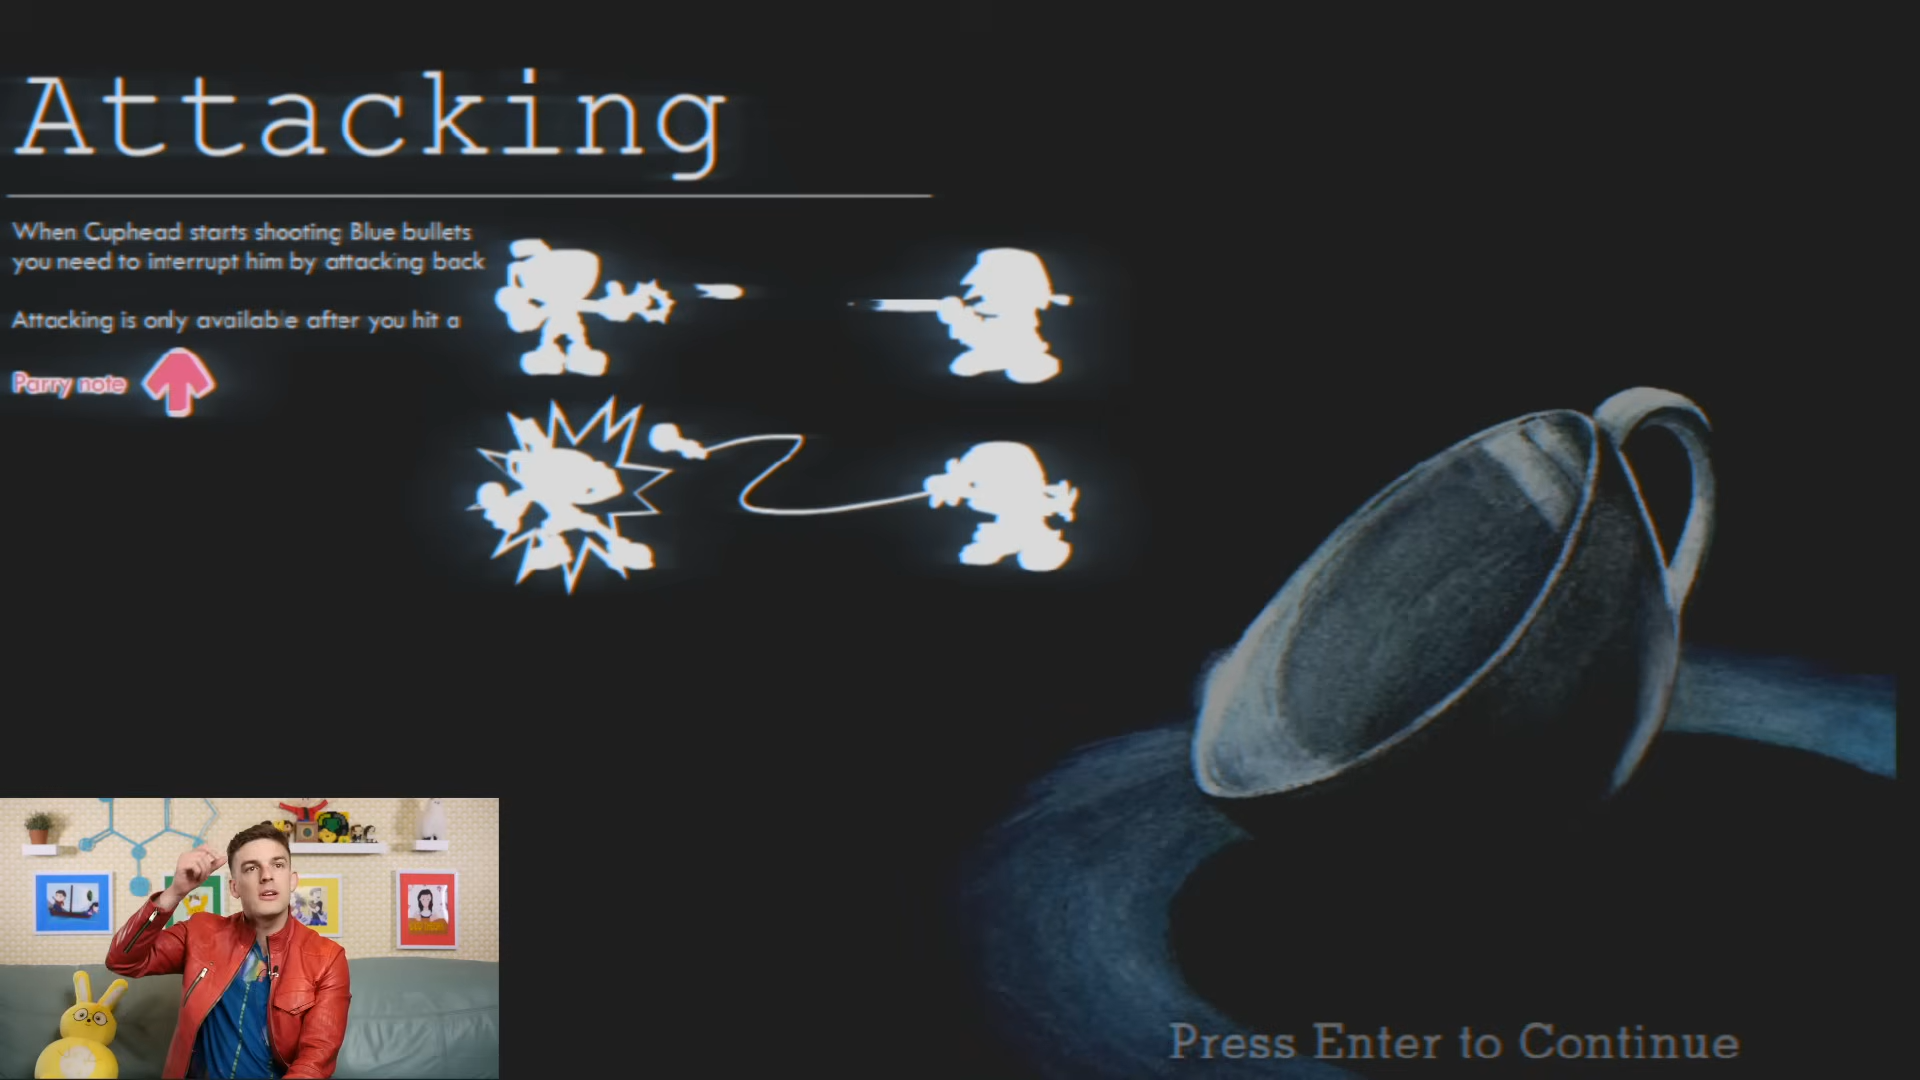 Attacking
When Cuphead starts shooting Blue bullets
you need to interrupt him by attacking back
Attacking is only available after you hit a
Parry note
Press Enter to Continue